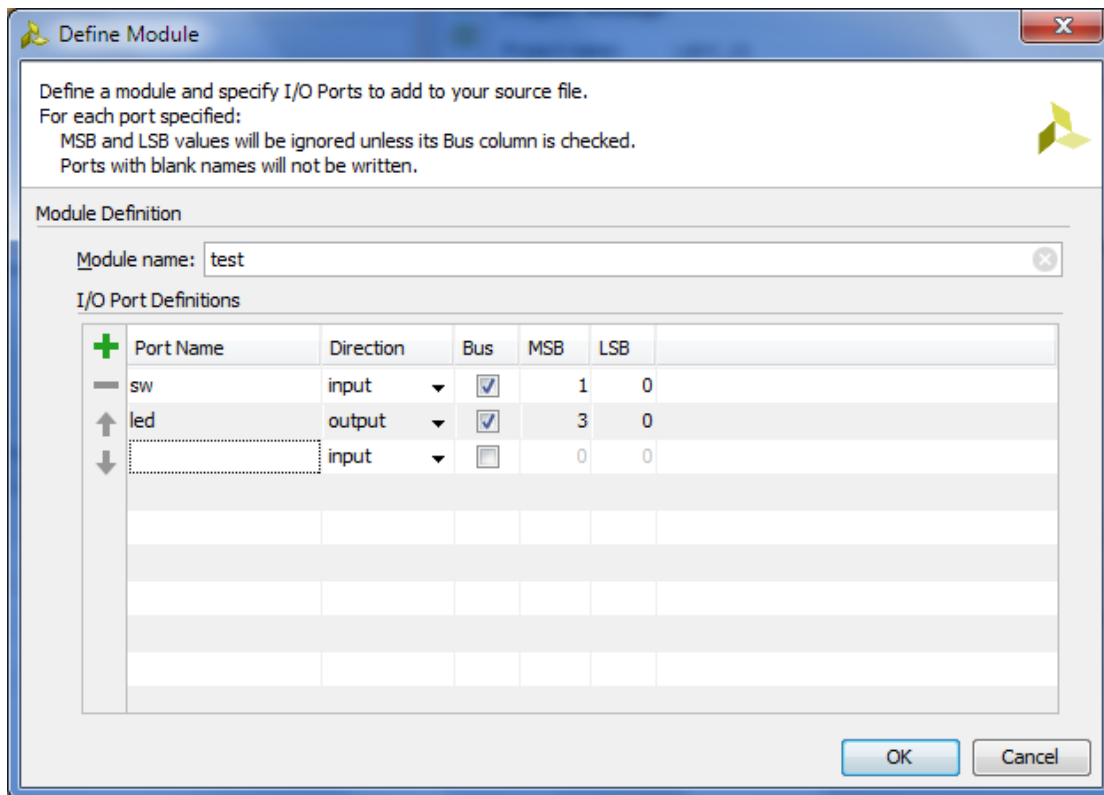 Define Module
Define a module and specify I/O Ports to add to your source file.
For each port specified:
MSB and LSB values will be ignored unless its Bus column is checked.
Ports with blank names will not be written.
Module Definition
Module name: test
I/O Port Definitions
Port Name Direction Bus MSB LSB
sw input 1 0
led output 3 0
input 0 0
OK Cancel